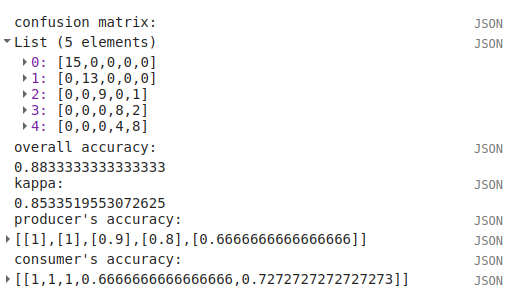 confusion matrix: JSON
List (5 elements) JSON
0: [15,0,0,0,0]
1: [0,13,0,0,0]
2: [0,0,9,0,1]
3: [0,0,0,8,2]
4: [0,0,0,4,8]
overall accuracy: JSON
0.8833333333333333
kappa: JSON
0.8533519553072625
producer's accuracy: JSON
[[1],[1],[0.9],[0.8],[0.6666666666666666]]
consumer's accuracy: JSON
[[1,1,1,0.6666666666666666,0.7272727272727273]] JSON